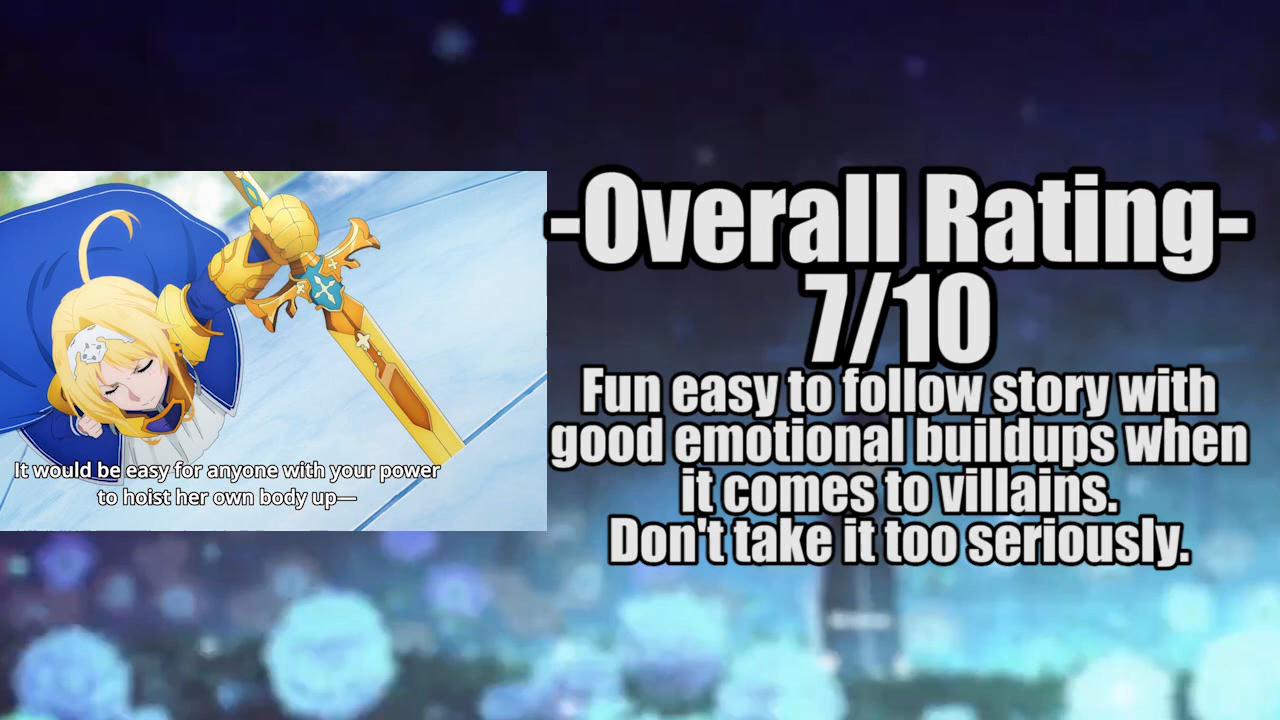 -Overall Rating-
7/10
Fun easy to follow story with
good emotional buildups when
it comes to villains.
Don't take it too seriously.
It would be easy for anyone with your power
to hoist her own body up—